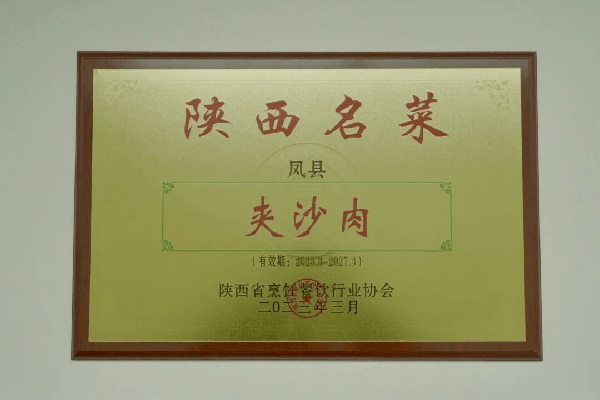 陕西名菜
凤县
夹沙肉
(有效期：2023.3-2027.3)
陕西省烹饪餐饮行业协会
二〇二三年三月